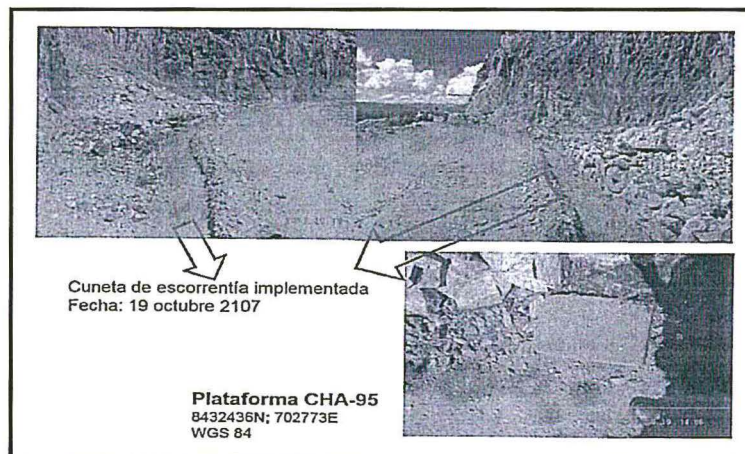 Cuneta de escorrentía implementada
Fecha: 19 octubre 2107
Plataforma CHA-95
8432436N; 702773E
WGS 84